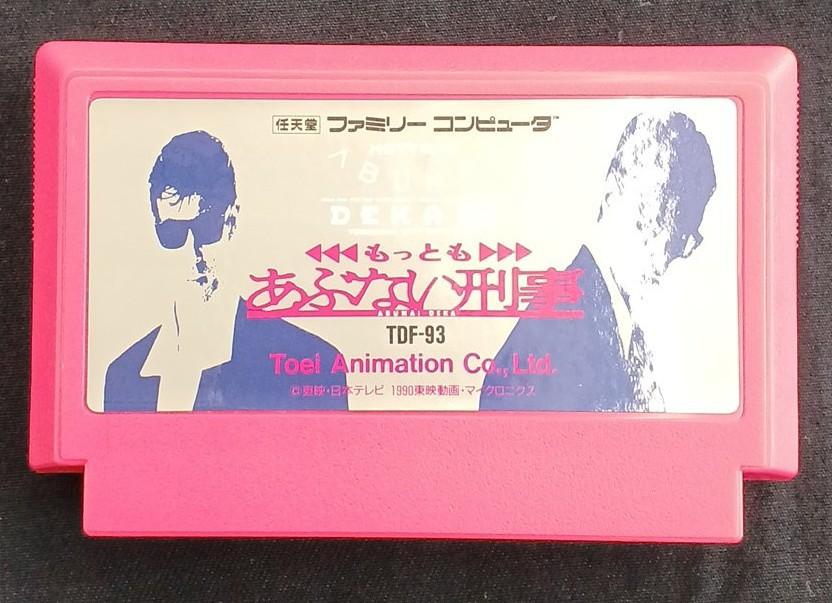 任天堂 ファミリーコンピュータ™
DEKA
もっとも
あぶない刑事
ABUNAI DEKA
TDF-93
Toei Animation Co., Ltd.
©東映・日本テレビ 1990東映動画・マイクロニクス